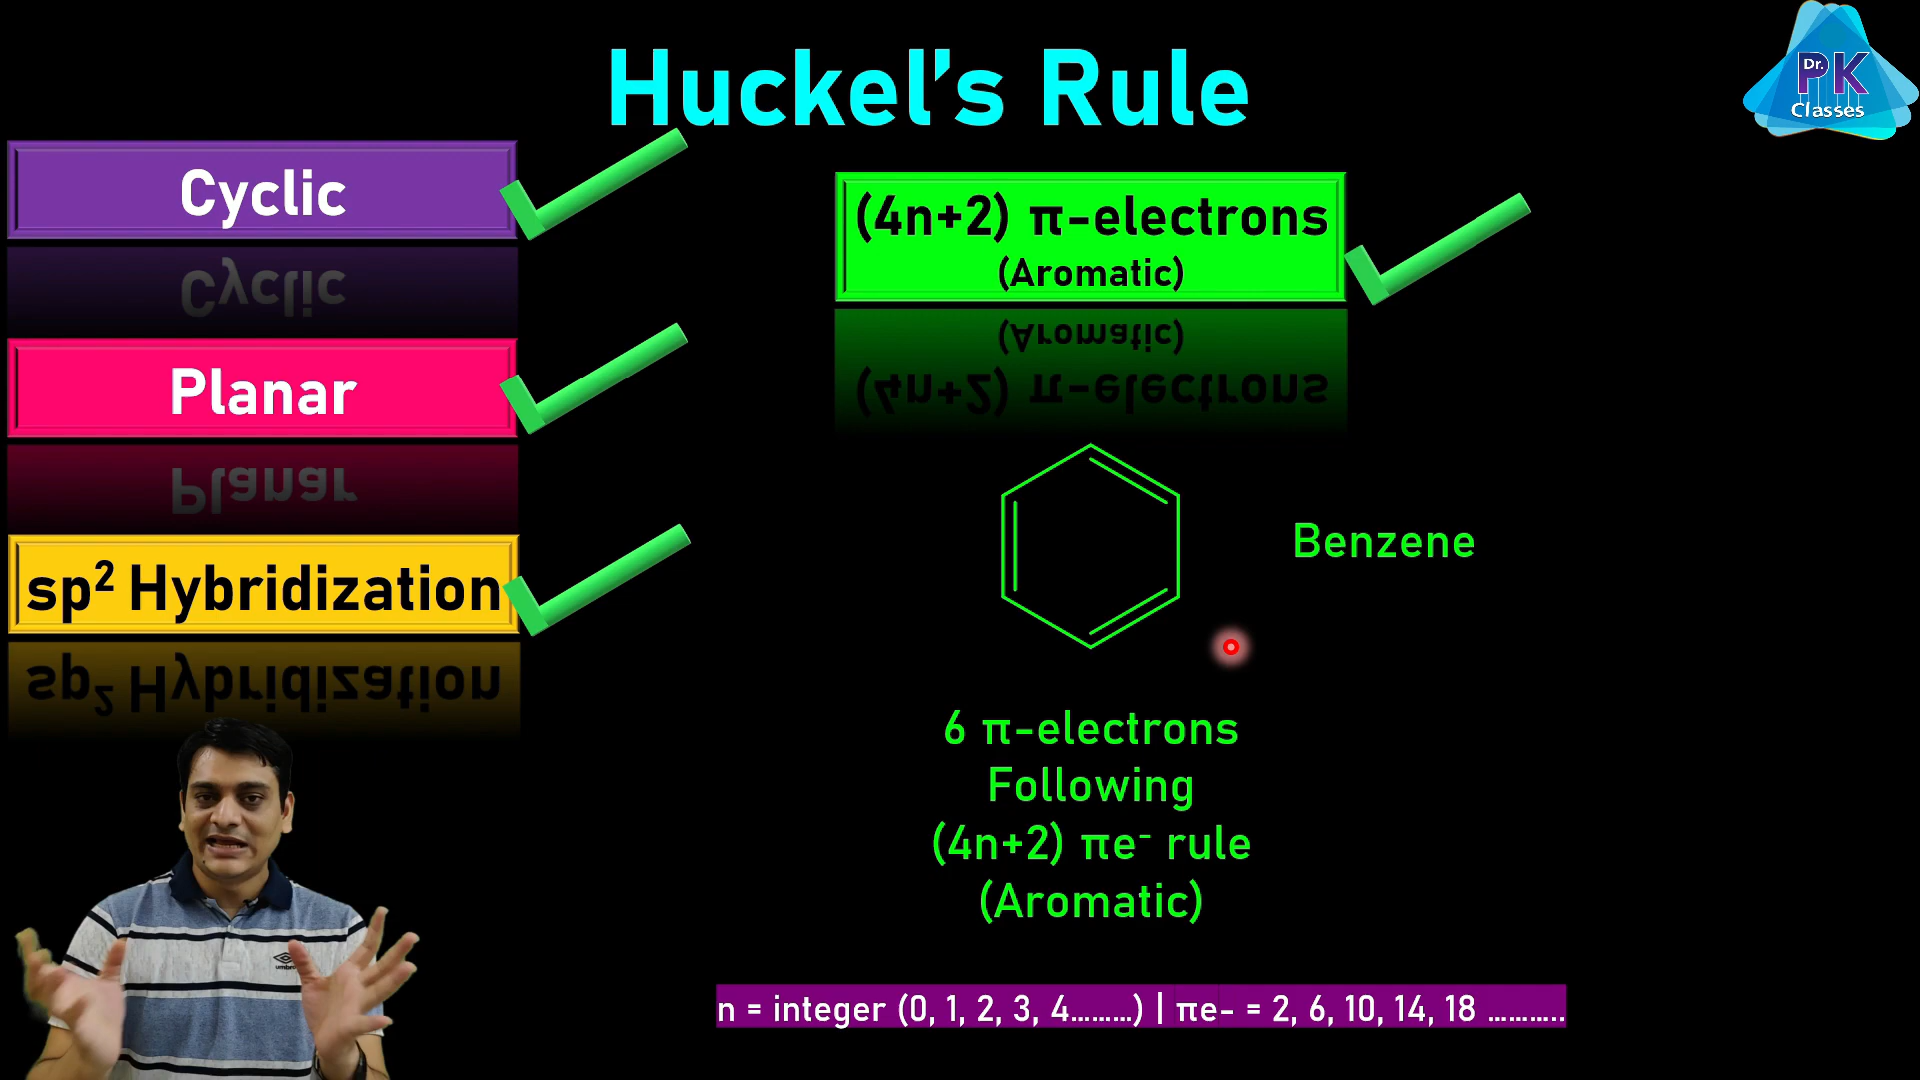 Huckel’s Rule
Dr.
PK
Classes
Cyclic
Planar
sp² Hybridization
(4n+2) π-electrons
(Aromatic)
Benzene
6 π-electrons
Following
(4n+2) πe⁻ rule
(Aromatic)
umbro
n = integer (0, 1, 2, 3, 4.........) | πe- = 2, 6, 10, 14, 18 ...........